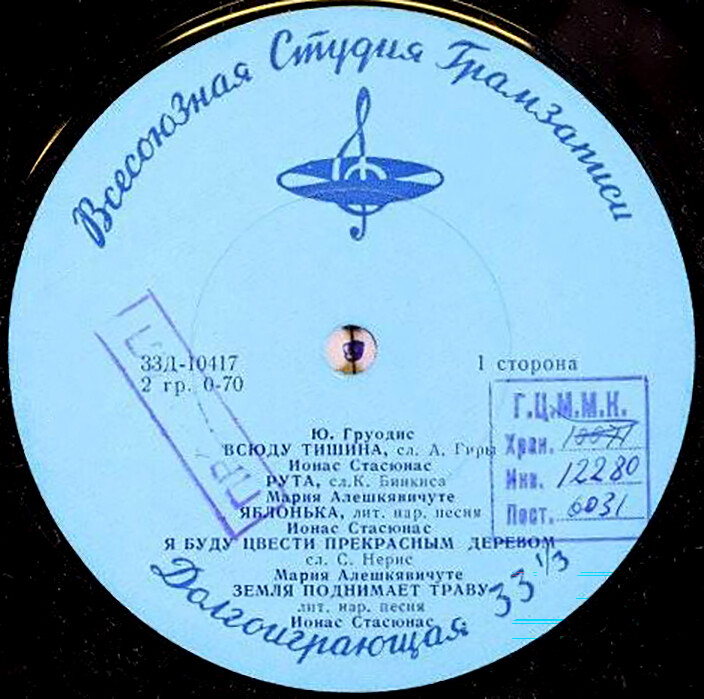 Всесоюзная Студия Грамзаписи
33Д-10417
2 гр. 0-70
1 сторона
Г.Ц.М.М.К.
Хран.
Инв. 12280
Пост. 6031
Ю. Груодис
ВСЮДУ ТИШИНА, сл. А. Гиры
Ионас Стасюнас
РУТА, сл.К. Бинкиса
Мария Алешкявичуте
ЯБЛОНЬКА, лит. нар. песня
Ионас Стасюнас
Я БУДУ ЦВЕСТИ ПРЕКРАСНЫМ ДЕРЕВОМ
сл. С. Нерис
Мария Алешкявичуте
ЗЕМЛЯ ПОДНИМАЕТ ТРАВУ
лит. нар. песня
Ионас Стасюнас
Долгоиграющая 33 1/3